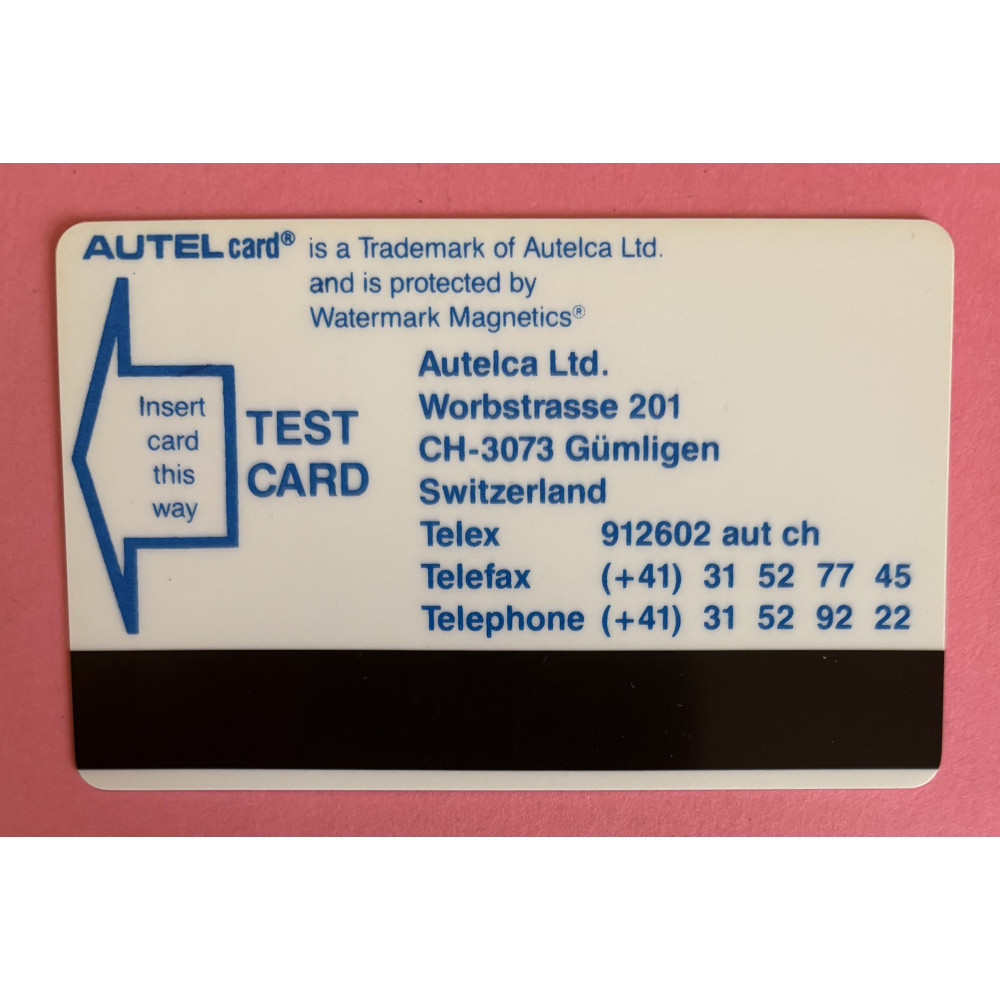 AUTEL card® is a Trademark of Autelca Ltd.
and is protected by
Watermark Magnetics®
Insert
card
this
way
TEST
CARD
Autelca Ltd.
Worbstrasse 201
CH-3073 Gümligen
Switzerland
Telex 912602 aut ch
Telefax (+41) 31 52 77 45
Telephone (+41) 31 52 92 22